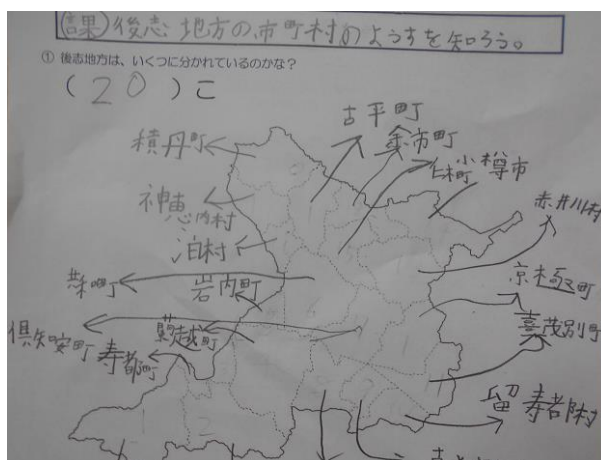 課 後志地方の市町村のようすを知ろう。
① 後志地方は、いくつに分かれているのかな？
( 20 ) こ
古平町
余市町
積丹町
仁木町
小樽市
赤井川村
神恵内村
泊村
共和町
岩内町
京極町
倶知安町
蘭越町
喜茂別町
寿都町
留寿都村